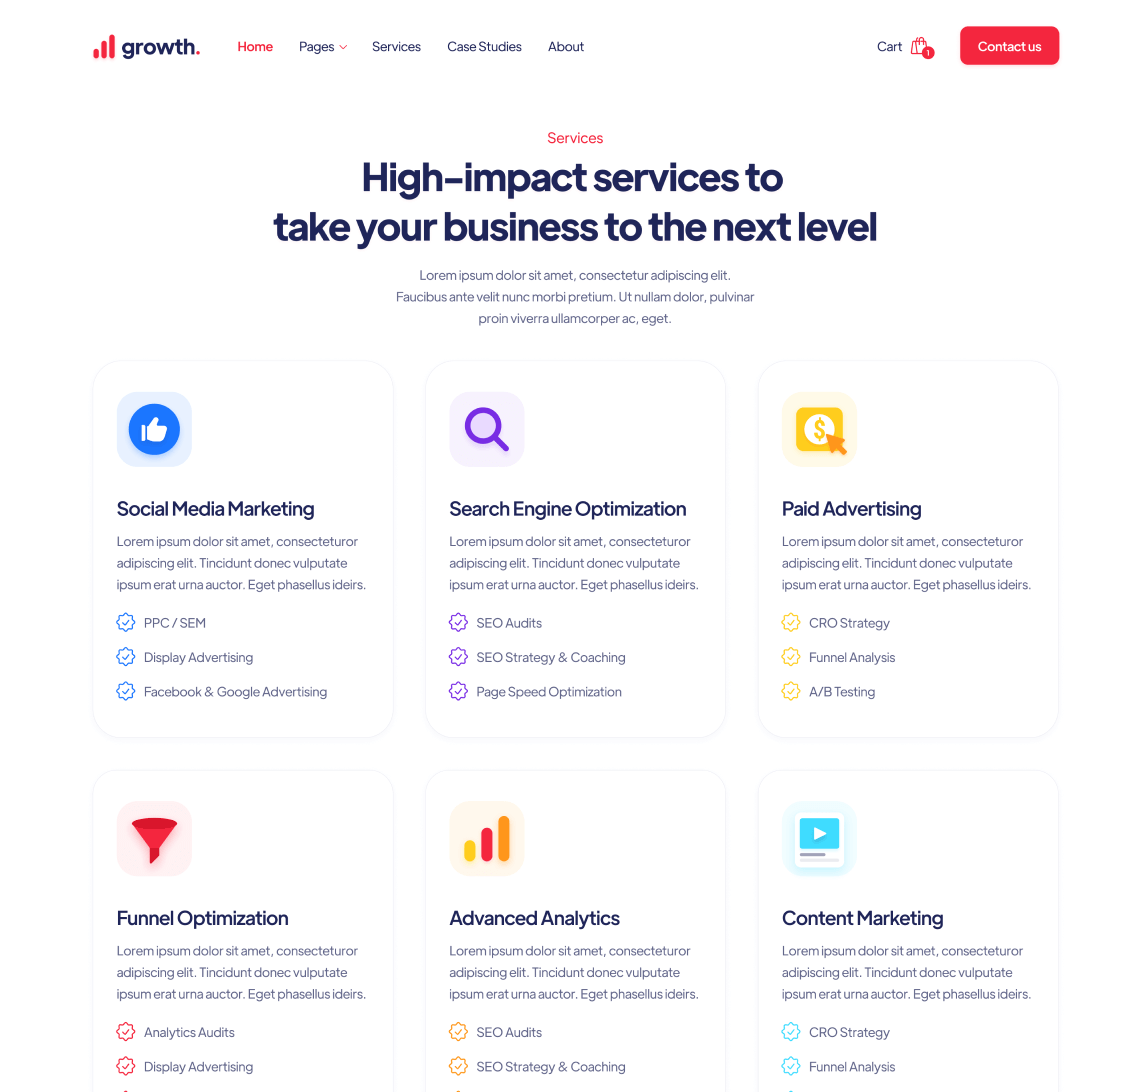 growth.
Home
Pages
Services
Case Studies
About
Cart
1
Contact us
Services
High-impact services to
take your business to the next level
Lorem ipsum dolor sit amet, consectetur adipiscing elit.
Faucibus ante velit nunc morbi pretium. Ut nullam dolor, pulvinar
proin viverra ullamcorper ac, eget.
Social Media Marketing
Lorem ipsum dolor sit amet, consecteturor
adipiscing elit. Tincidunt donec vulputate
ipsum erat urna auctor. Eget phasellus ideirs.
PPC / SEM
Display Advertising
Facebook & Google Advertising
Search Engine Optimization
Lorem ipsum dolor sit amet, consecteturor
adipiscing elit. Tincidunt donec vulputate
ipsum erat urna auctor. Eget phasellus ideirs.
SEO Audits
SEO Strategy & Coaching
Page Speed Optimization
$
Paid Advertising
Lorem ipsum dolor sit amet, consecteturor
adipiscing elit. Tincidunt donec vulputate
ipsum erat urna auctor. Eget phasellus ideirs.
CRO Strategy
Funnel Analysis
A/B Testing
Funnel Optimization
Lorem ipsum dolor sit amet, consecteturor
adipiscing elit. Tincidunt donec vulputate
ipsum erat urna auctor. Eget phasellus ideirs.
Analytics Audits
Display Advertising
Advanced Analytics
Lorem ipsum dolor sit amet, consecteturor
adipiscing elit. Tincidunt donec vulputate
ipsum erat urna auctor. Eget phasellus ideirs.
SEO Audits
SEO Strategy & Coaching
Content Marketing
Lorem ipsum dolor sit amet, consecteturor
adipiscing elit. Tincidunt donec vulputate
ipsum erat urna auctor. Eget phasellus ideirs.
CRO Strategy
Funnel Analysis